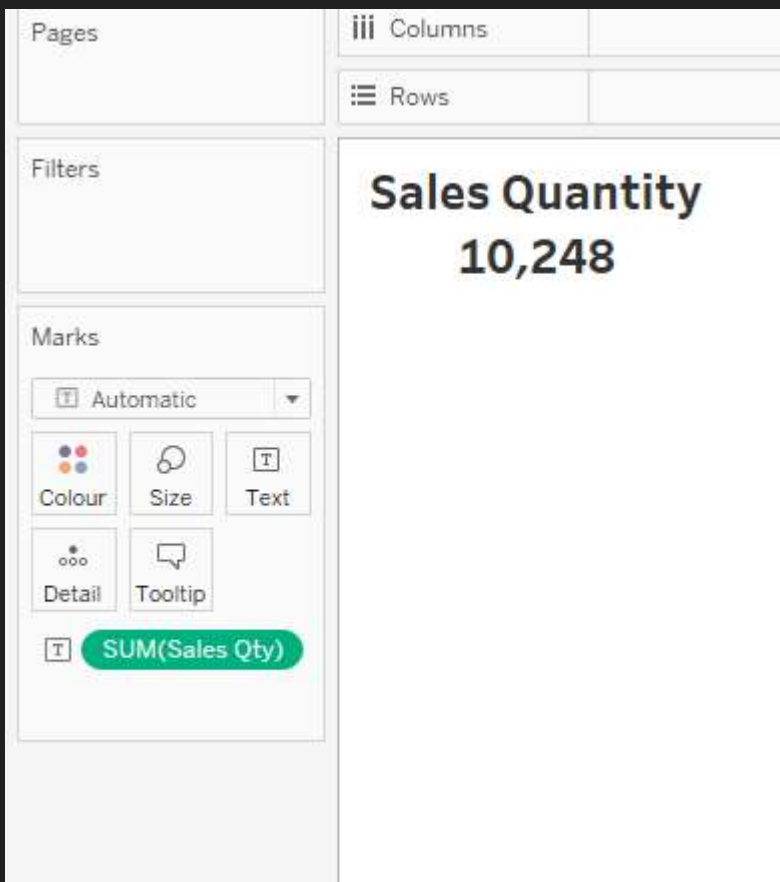 Pages
Columns
Rows
Filters
Sales Quantity
10,248
Marks
T Automatic
T
Colour Size Text
Detail Tooltip
T SUM(Sales Qty)